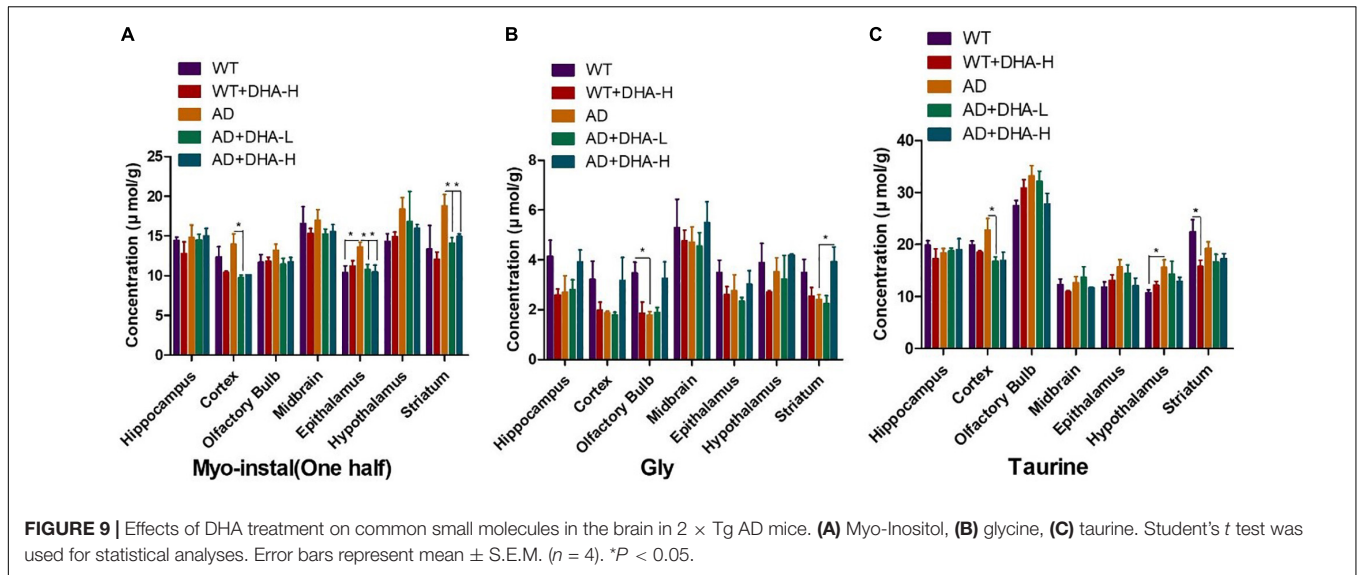 A
WT
WT+DHA-H
AD
AD+DHA-L
AD+DHA-H
Concentration (μ mol/g)
25
20
15
10
5
0
* * * * * * *
Hippocampus
Cortex
Olfactory Bulb
Midbrain
Epithalamus
Hypothalamus
Striatum
Myo-instal(One half)
B
WT
WT+DHA-H
AD
AD+DHA-L
AD+DHA-H
Concentration (μ mol/g)
8
6
4
2
0
* *
Hippocampus
Cortex
Olfactory Bulb
Midbrain
Epithalamus
Hypothalamus
Striatum
Gly
C
WT
WT+DHA-H
AD
AD+DHA-L
AD+DHA-H
Concentration (μ mol/g)
40
30
20
10
0
* * *
Hippocampus
Cortex
Olfactory Bulb
Midbrain
Epithalamus
Hypothalamus
Striatum
Taurine
FIGURE 9 | Effects of DHA treatment on common small molecules in the brain in 2 × Tg AD mice. (A) Myo-Inositol, (B) glycine, (C) taurine. Student's t test was
used for statistical analyses. Error bars represent mean ± S.E.M. (n = 4). *P < 0.05.